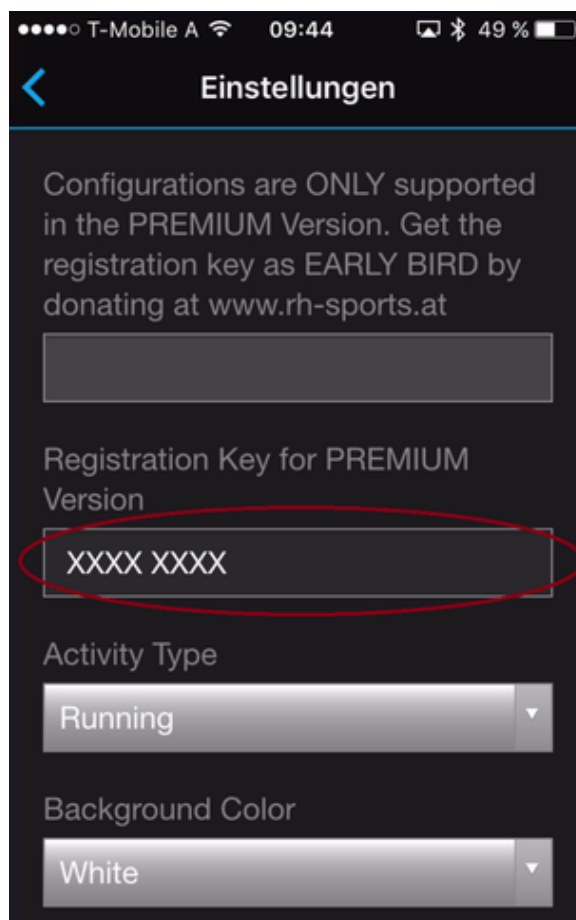 T-Mobile A 09:44 49 %
Einstellungen
Configurations are ONLY supported
in the PREMIUM Version. Get the
registration key as EARLY BIRD by
donating at www.rh-sports.at
Registration Key for PREMIUM
Version
XXXX XXXX
Activity Type
Running
Background Color
White